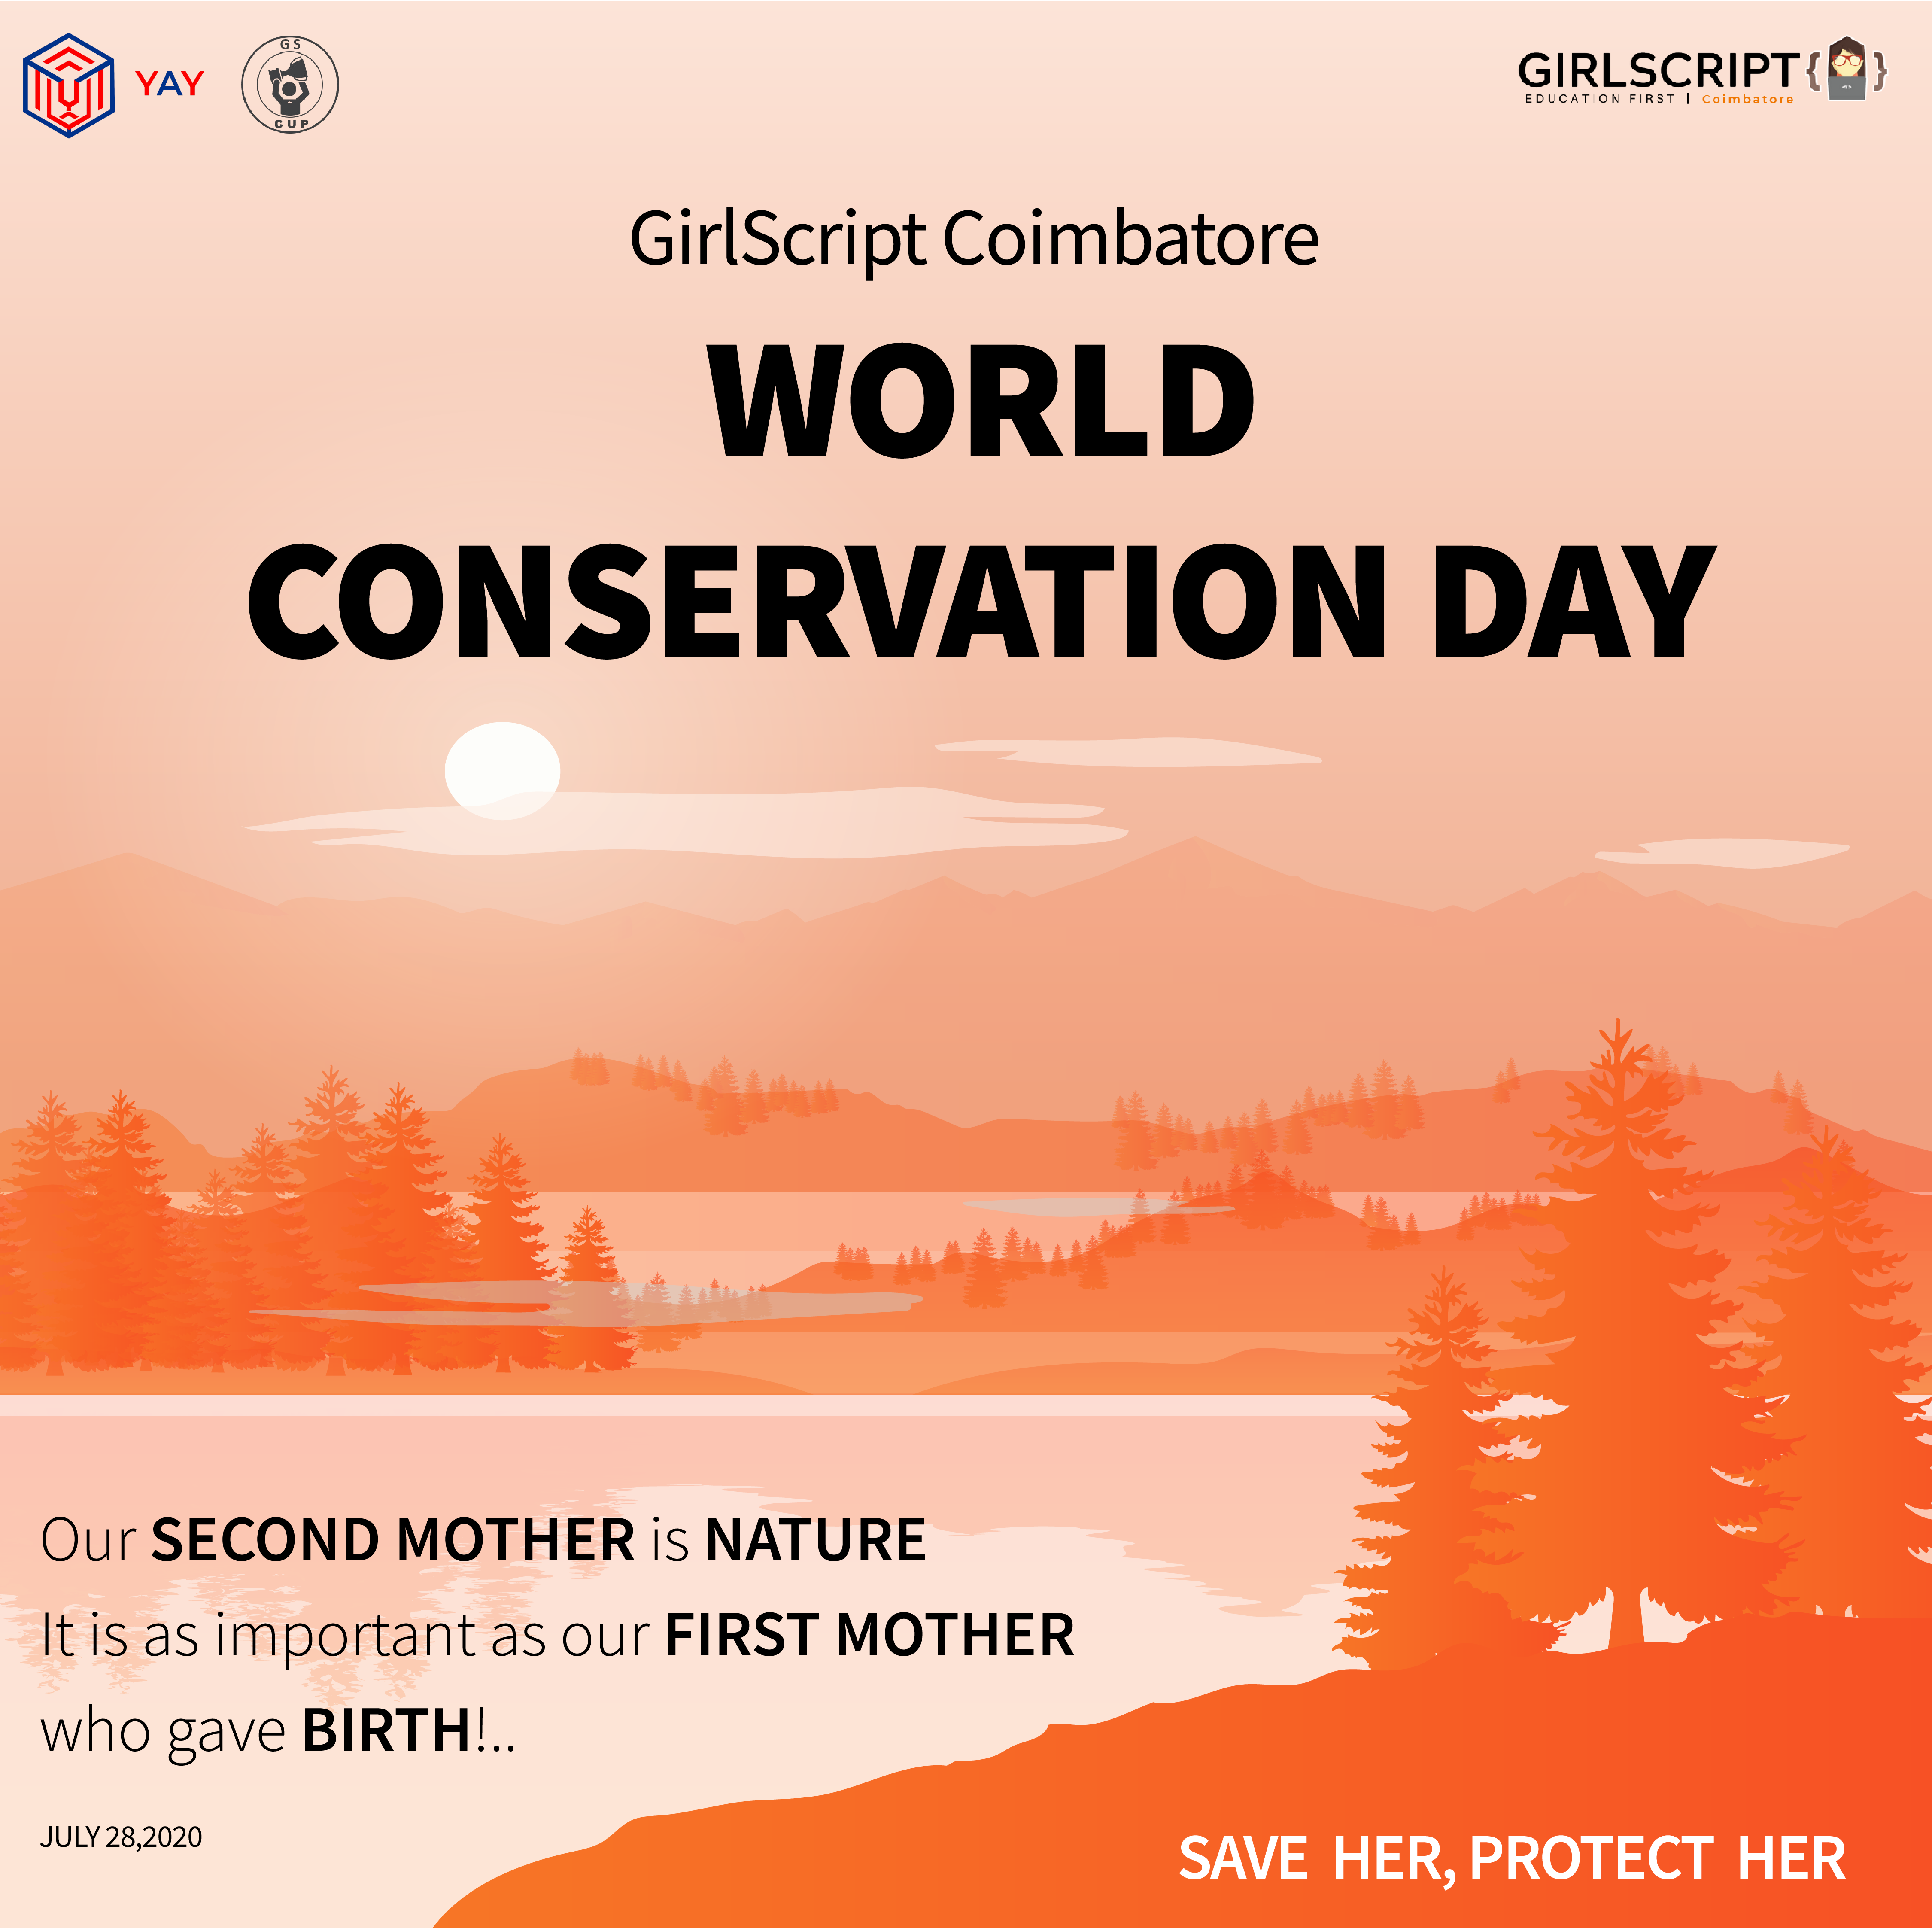 YAY
GS
CUP
GIRLSCRIPT
EDUCATION FIRST | Coimbatore
GirlScript Coimbatore
WORLD
CONSERVATION DAY
Our SECOND MOTHER is NATURE
It is as important as our FIRST MOTHER
who gave BIRTH!..
JULY 28,2020
SAVE HER, PROTECT HER